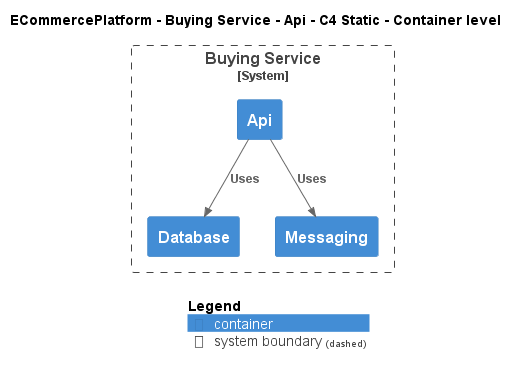 ECommercePlatform - Buying Service - Api - C4 Static - Container level
Buying Service
[System]
Api
Uses Uses
Database Messaging
Legend
container
system boundary (dashed)